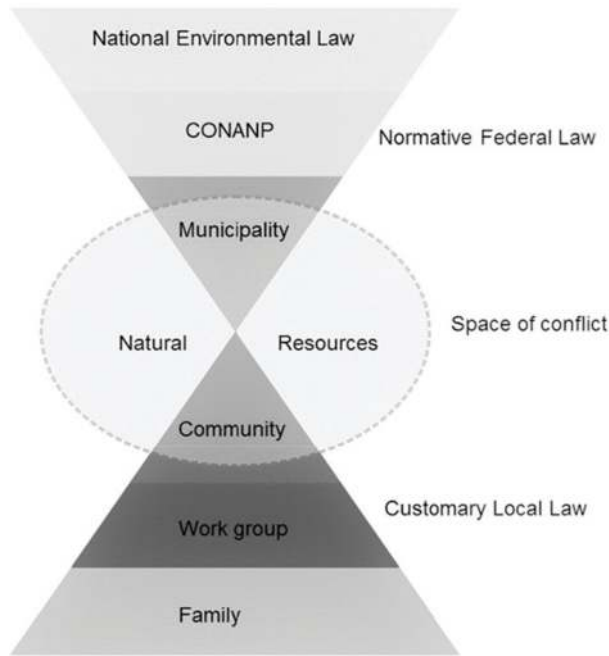 National Environmental Law
CONANP
Normative Federal Law
Municipality
Space of conflict
Natural Resources
Community
Customary Local Law
Work group
Family